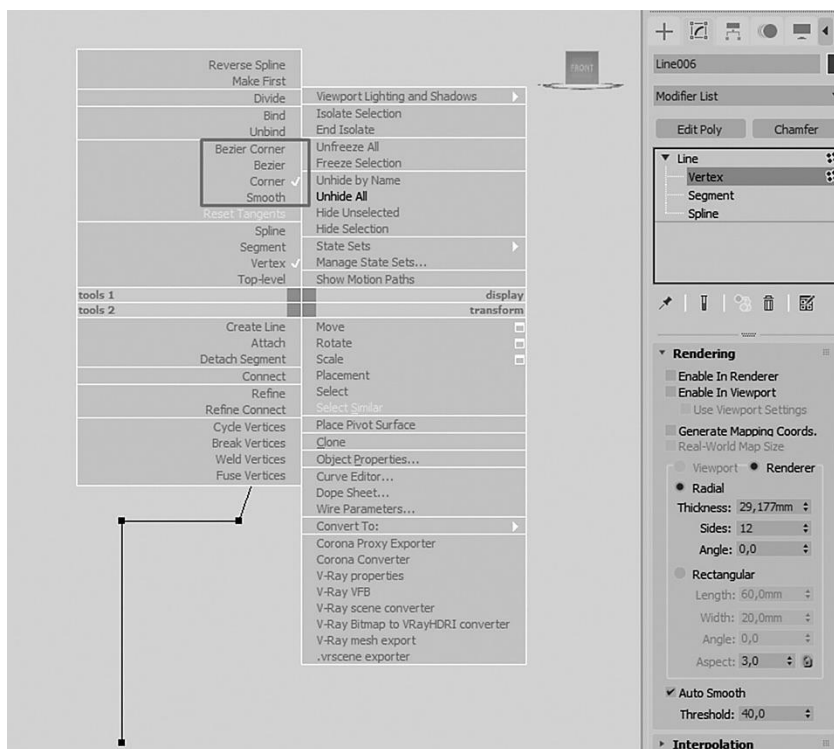 Reverse Spline
Make First
Divide
Bind
Unbind
Bezier Corner
Bezier
Corner
Smooth
Reset Tangents
Spline
Segment
Vertex
Top-level
tools 1
tools 2
Create Line
Attach
Detach Segment
Connect
Refine
Refine Connect
Cycle Vertices
Break Vertices
Weld Vertices
Fuse Vertices
Viewport Lighting and Shadows
Isolate Selection
End Isolate
Unfreeze All
Freeze Selection
Unhide by Name
Unhide All
Hide Unselected
Hide Selection
State Sets
Manage State Sets...
Show Motion Paths
display
transform
Move
Rotate
Scale
Placement
Select
Select Similar
Place Pivot Surface
Clone
Object Properties...
Curve Editor...
Dope Sheet...
Wire Parameters...
Convert To:
Corona Proxy Exporter
Corona Converter
V-Ray properties
V-Ray VFB
V-Ray scene converter
V-Ray Bitmap to VRayHDRI converter
V-Ray mesh export
.vrscene exporter
FRONT
Line006
Modifier List
Edit Poly Chamfer
Line
Vertex
Segment
Spline
Rendering
Enable In Renderer
Enable In Viewport
Use Viewport Settings
Generate Mapping Coords.
Real-World Map Size
Viewport Renderer
Radial
Thickness: 29,177mm
Sides: 12
Angle: 0,0
Rectangular
Length: 60,0mm
Width: 20,0mm
Angle: 0,0
Aspect: 3,0
Auto Smooth
Threshold: 40,0
Interpolation